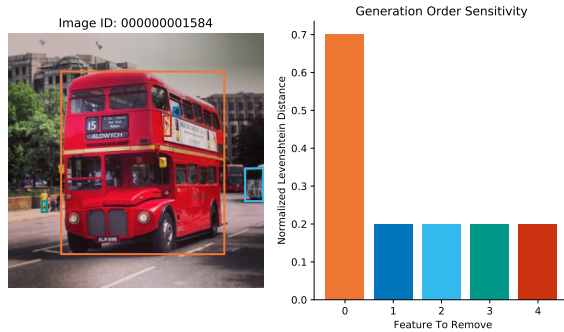 Image ID: 000000001584
15
ALDWYCH
Generation Order Sensitivity
Normalized Levenshtein Distance
0.7
0.6
0.5
0.4
0.3
0.2
0.1
0.0
0 1 2 3 4
Feature To Remove